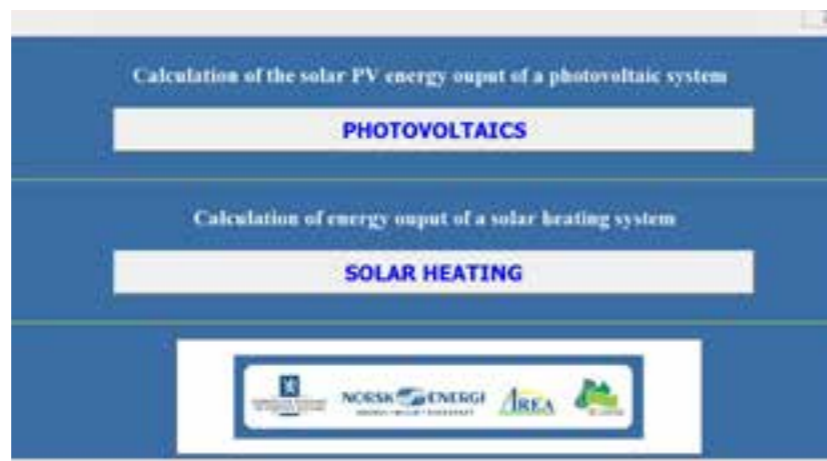 Calculation of the solar PV energy ouput of a photovoltaic system
PHOTOVOLTAICS
Calculation of energy ouput of a solar heating system
SOLAR HEATING
NORSK ENERGI
AREA